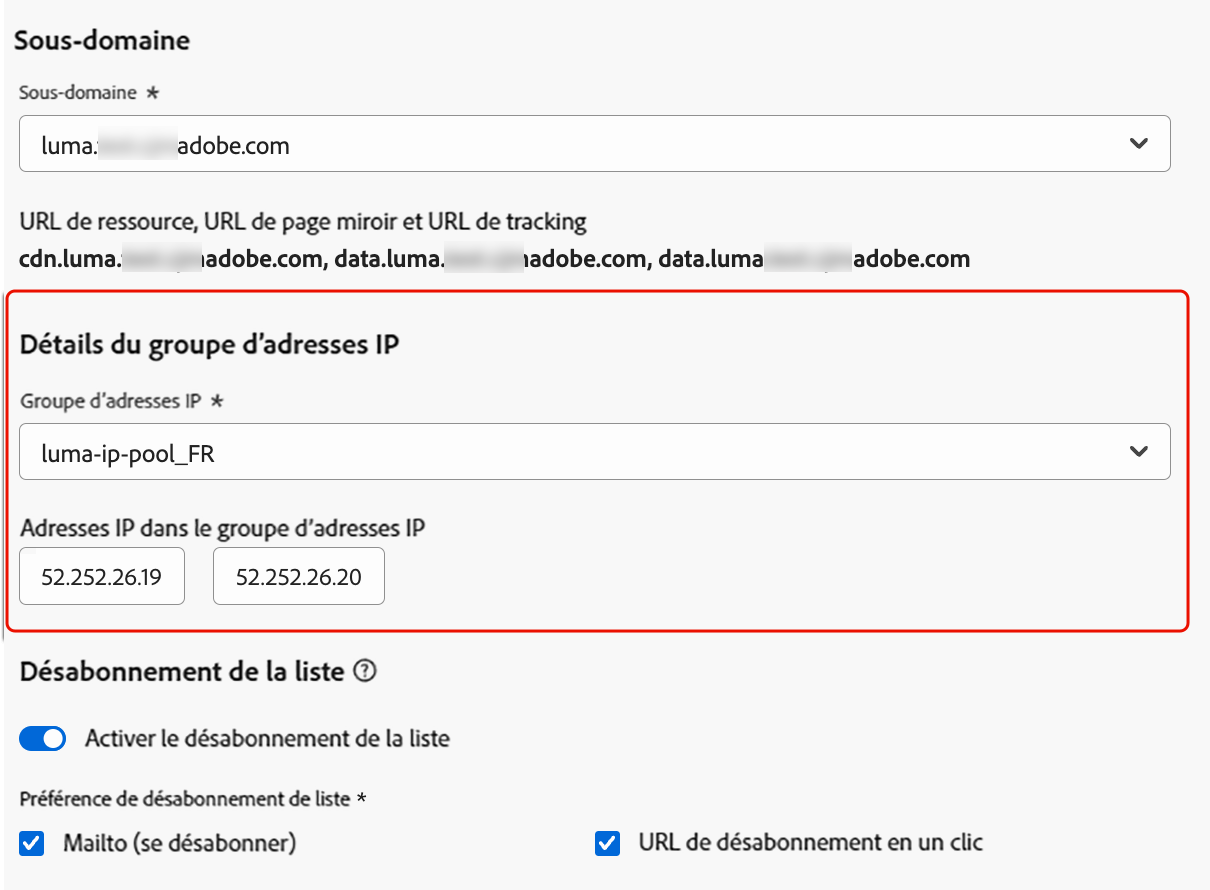 Sous-domaine
Sous-domaine *
luma. adobe.com
URL de ressource, URL de page miroir et URL de tracking
cdn.luma. adobe.com, data.luma. adobe.com, data.luma adobe.com
Détails du groupe d’adresses IP
Groupe d’adresses IP *
luma-ip-pool_FR
Adresses IP dans le groupe d’adresses IP
52.252.26.19 52.252.26.20
Désabonnement de la liste ?
Activer le désabonnement de la liste
Préférence de désabonnement de liste *
Mailto (se désabonner) URL de désabonnement en un clic